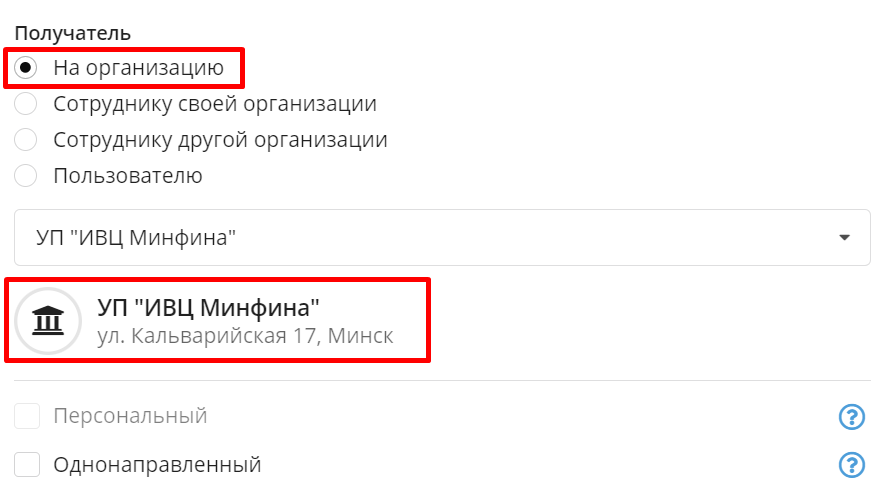 Получатель
На организацию
Сотруднику своей организации
Сотруднику другой организации
Пользователю
УП "ИВЦ Минфина"
УП "ИВЦ Минфина"
ул. Кальварийская 17, Минск
Персональный ?
Однонаправленный ?